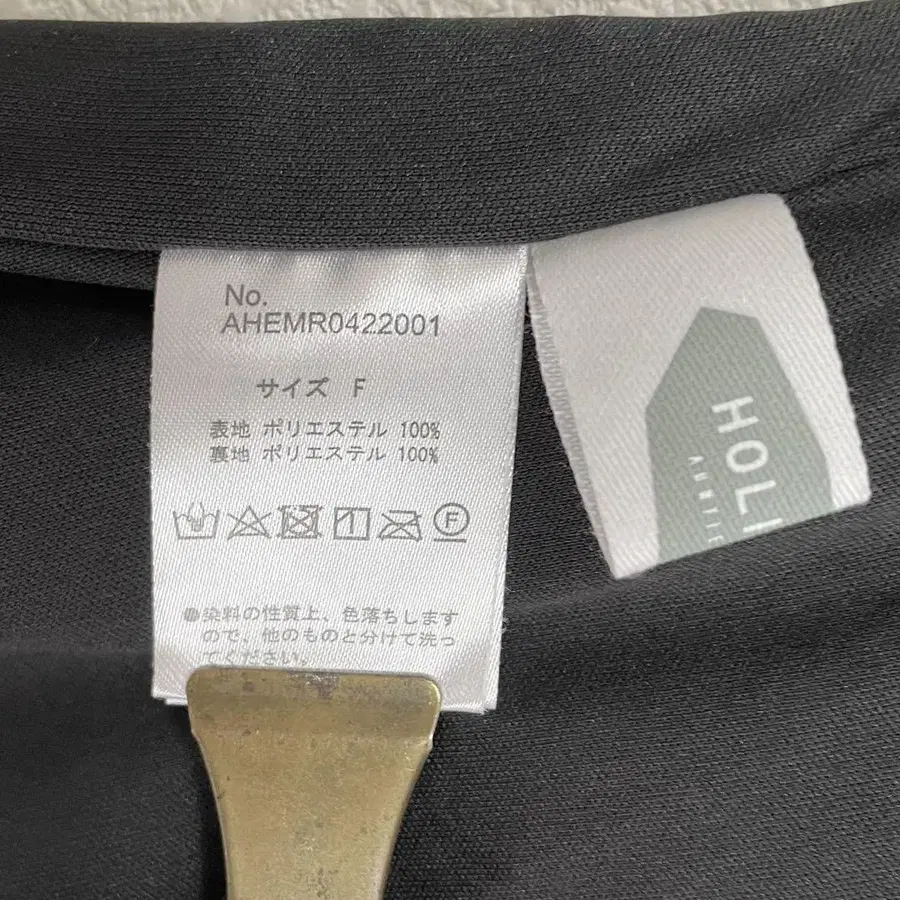 No.
AHEMR0422001
サイズ F
表地 ポリエステル 100%
裏地 ポリエステル 100%
F
●染料の性質上、色落ちします
ので、他のものと分けて洗っ
てください。